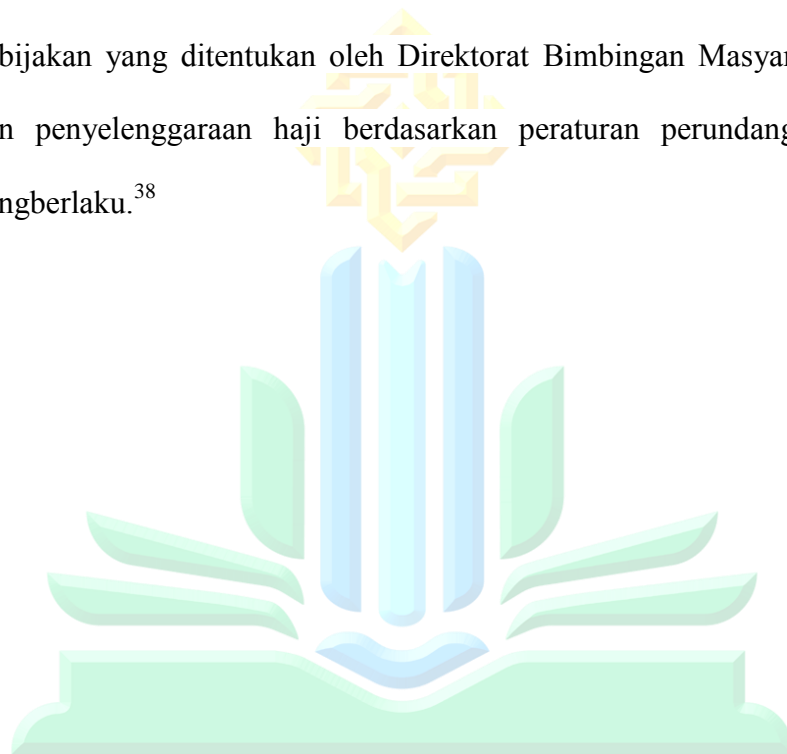 bijakan yang ditentukan oleh Direktorat Bimbingan Masyar
n penyelenggaraan haji berdasarkan peraturan perundang
ngberlaku.38